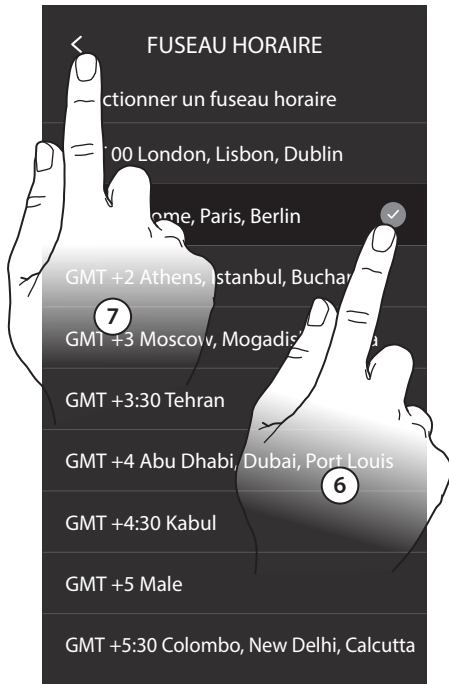 FUSEAU HORAIRE
ctionner un fuseau horaire
00 London, Lisbon, Dublin
ome, Paris, Berlin
GMT +2 Athens, Istanbul, Buchar
GMT +3 Moscow, Mogadis
7
GMT +3:30 Tehran
GMT +4 Abu Dhabi, Dubai, Port Louis
6
GMT +4:30 Kabul
GMT +5 Male
GMT +5:30 Colombo, New Delhi, Calcutta